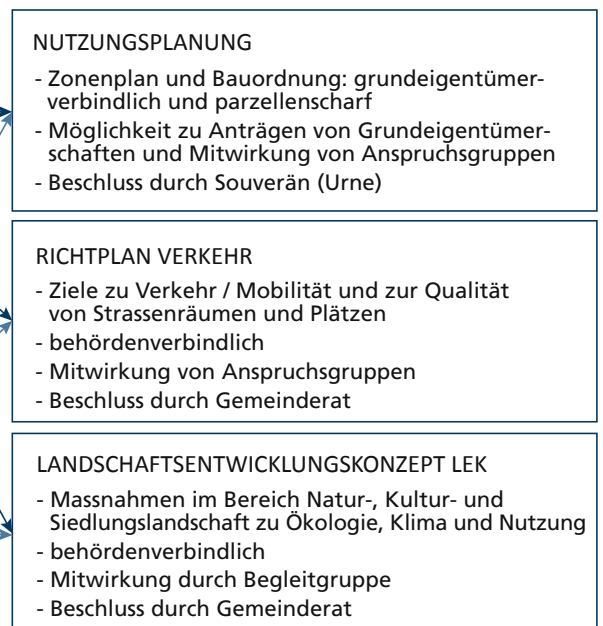 NUTZUNGSPLANUNG
- Zonenplan und Bauordnung: grundeigentümer-
verbindlich und parzellenscharf
- Möglichkeit zu Anträgen von Grundeigentümer-
schaften und Mitwirkung von Anspruchsgruppen
- Beschluss durch Souverän (Urne)
RICHTPLAN VERKEHR
- Ziele zu Verkehr / Mobilität und zur Qualität
von Strassenräumen und Plätzen
- behördenverbindlich
- Mitwirkung von Anspruchsgruppen
- Beschluss durch Gemeinderat
LANDSCHAFTSENTWICKLUNGSKONZEPT LEK
- Massnahmen im Bereich Natur-, Kultur- und
Siedlungslandschaft zu Ökologie, Klima und Nutzung
- behördenverbindlich
- Mitwirkung durch Begleitgruppe
- Beschluss durch Gemeinderat